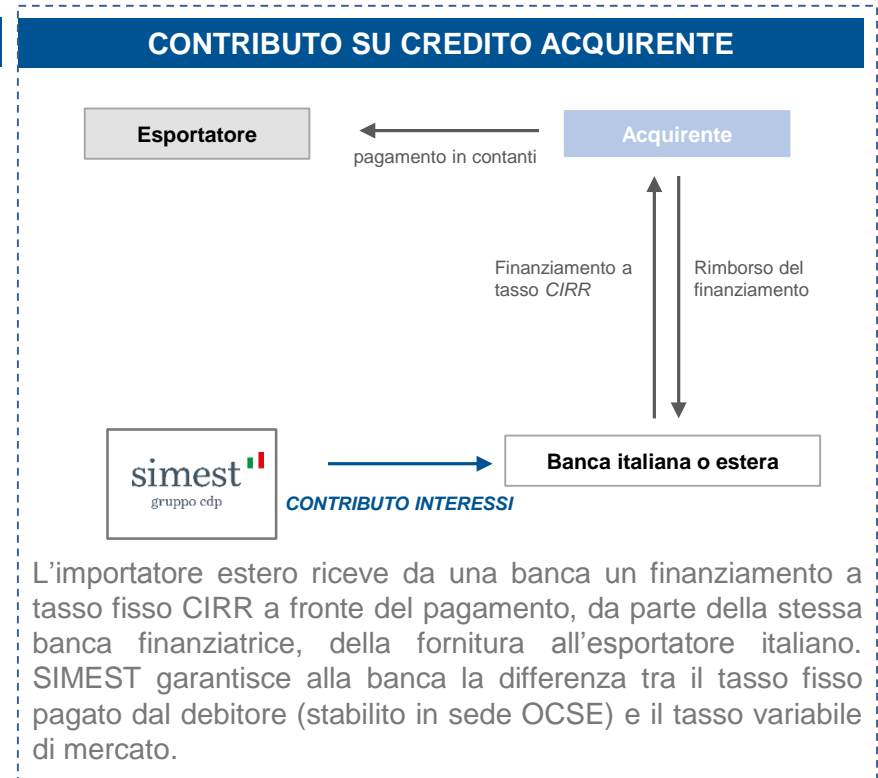 CONTRIBUTO SU CREDITO ACQUIRENTE
Esportatore
Acquirente
pagamento in contanti
Finanziamento a
tasso CIRR
Rimborso del
finanziamento
simest
gruppo cdp
CONTRIBUTO INTERESSI
Banca italiana o estera
L’importatore estero riceve da una banca un finanziamento a
tasso fisso CIRR a fronte del pagamento, da parte della stessa
banca finanziatrice, della fornitura all’esportatore italiano.
SIMEST garantisce alla banca la differenza tra il tasso fisso
pagato dal debitore (stabilito in sede OCSE) e il tasso variabile
di mercato.